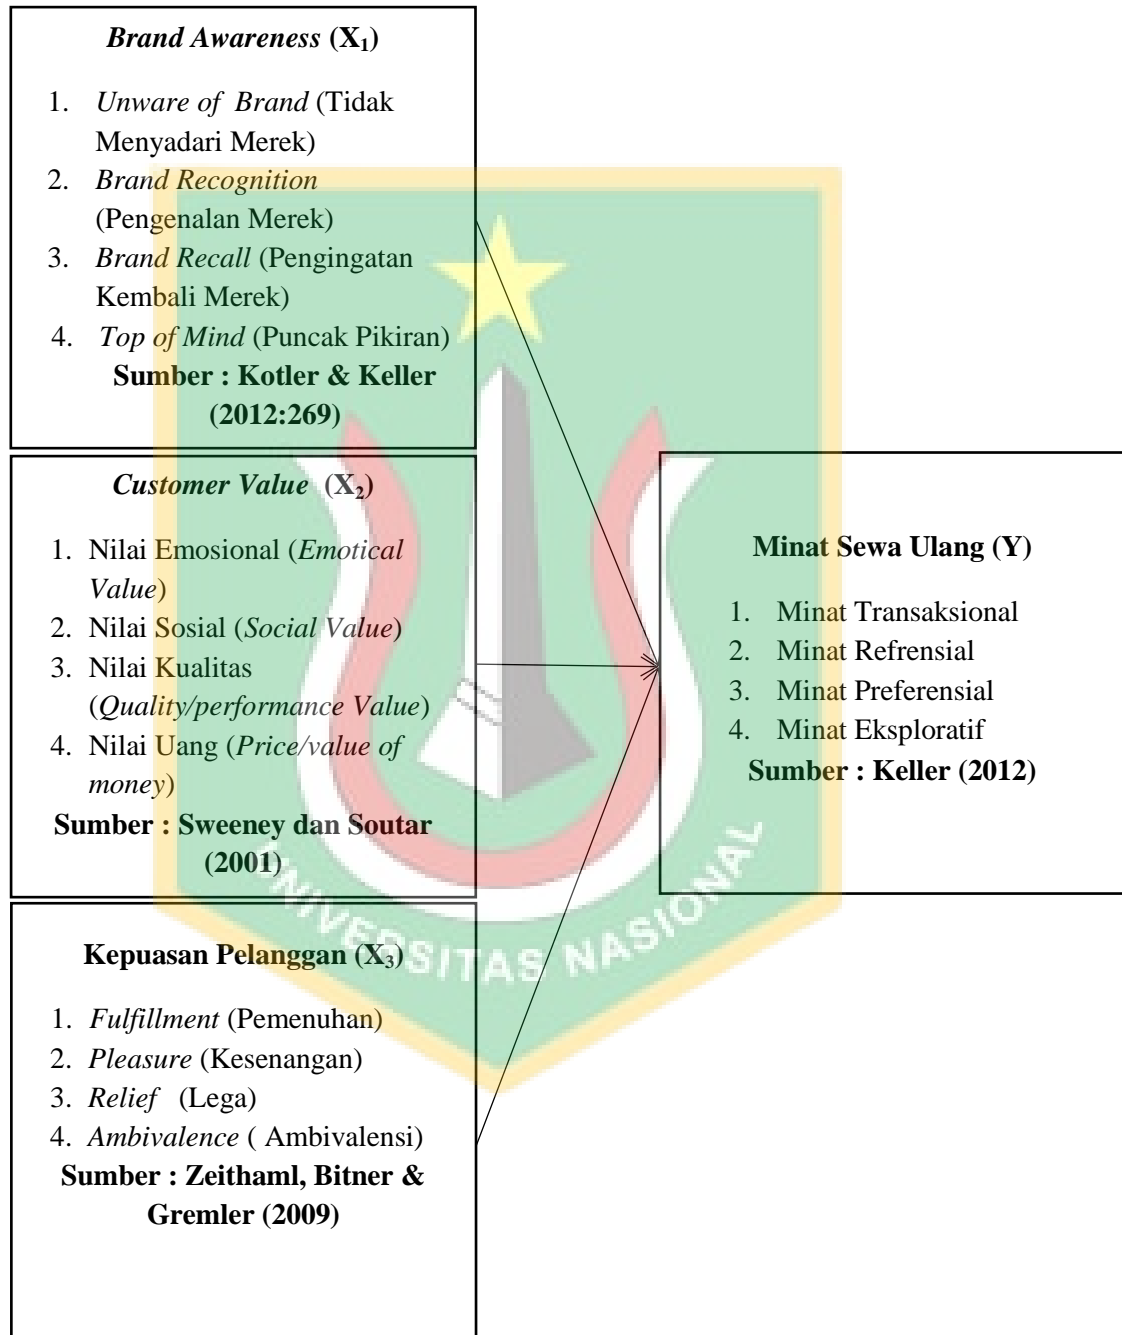 Brand Awareness (X₁)
1. Unware of Brand (Tidak
Menyadari Merek)
2. Brand Recognition
(Pengenalan Merek)
3. Brand Recall (Pengingatan
Kembali Merek)
4. Top of Mind (Puncak Pikiran)
Sumber : Kotler & Keller
(2012:269)
Customer Value (X₂)
1. Nilai Emosional (Emotical
Value)
2. Nilai Sosial (Social Value)
3. Nilai Kualitas
(Quality/performance Value)
4. Nilai Uang (Price/value of
money)
Sumber : Sweeney dan Soutar
(2001)
Kepuasan Pelanggan (X₃)
1. Fulfillment (Pemenuhan)
2. Pleasure (Kesenangan)
3. Relief (Lega)
4. Ambivalence ( Ambivalensi)
Sumber : Zeithaml, Bitner &
Gremler (2009)
Minat Sewa Ulang (Y)
1. Minat Transaksional
2. Minat Refrensial
3. Minat Preferensial
4. Minat Eksploratif
Sumber : Keller (2012)
UNIVERSITAS NASIONAL